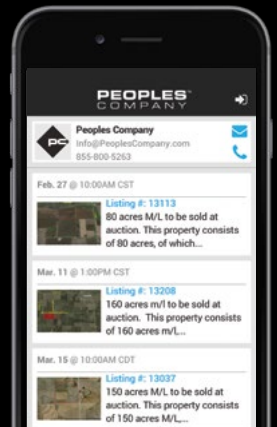 PEOPLES™
COMPANY
PC
Peoples Company
Info@PeoplesCompany.com
855-800-5263
Feb. 27 @ 10:00AM CST
Listing #: 13113
80 acres M/L to be sold at
auction. This property consists
of 80 acres, of which...
Mar. 11 @ 1:00PM CST
Listing #: 13208
160 acres m/l to be sold at
auction.  This property consists
of 160 acres m/l,...
Mar. 15 @ 10:00AM CDT
Listing #: 13037
150 acres M/L to be sold at
auction. This property consists
of 150 acres M/L,...